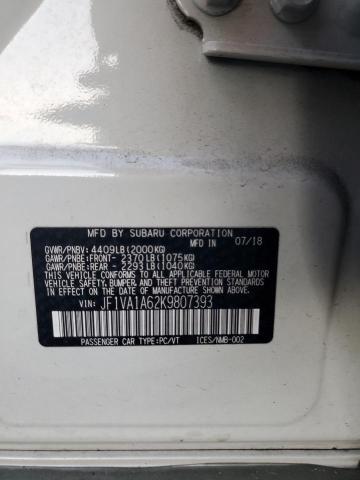 MFD BY SUBARU CORPORATION
MFD IN 07/18
GVWR/PNBV: 4409LB(2000KG)
GAWR/PNBE:FRONT- 2370LB(1075KG)
GAWR/PNBE:REAR - 2293LB(1040KG)
THIS VEHICLE CONFORMS TO ALL APPLICABLE
FEDERAL MOTOR VEHICLE
SAFETY, BUMPER, AND THEFT PREVENTION
STANDARDS IN EFFECT ON THE
DATE OF MANUFACTURE SHOWN ABOVE.
VIN: JF1VA1A62K9807393
PASSENGER CAR TYPE:PC/VT ICES/NMB-002